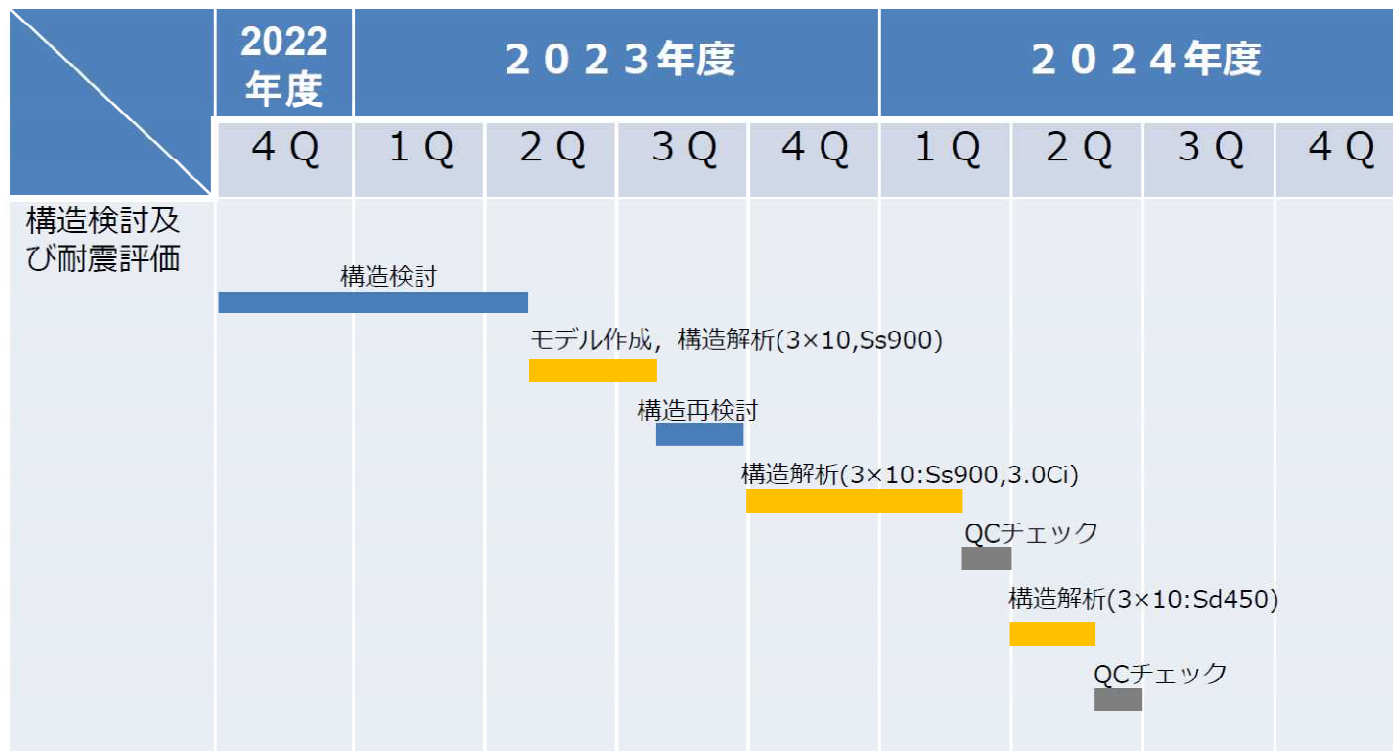 2022
年度
２０２３年度
２０２４年度
４Ｑ
１Ｑ
２Ｑ
３Ｑ
４Ｑ
１Ｑ
２Ｑ
３Ｑ
４Ｑ
構造検討及
び耐震評価
構造検討
モデル作成，構造解析(3×10,Ss900)
構造再検討
構造解析(3×10:Ss900,3.0Ci)
QCチェック
構造解析(3×10:Sd450)
QCチェック